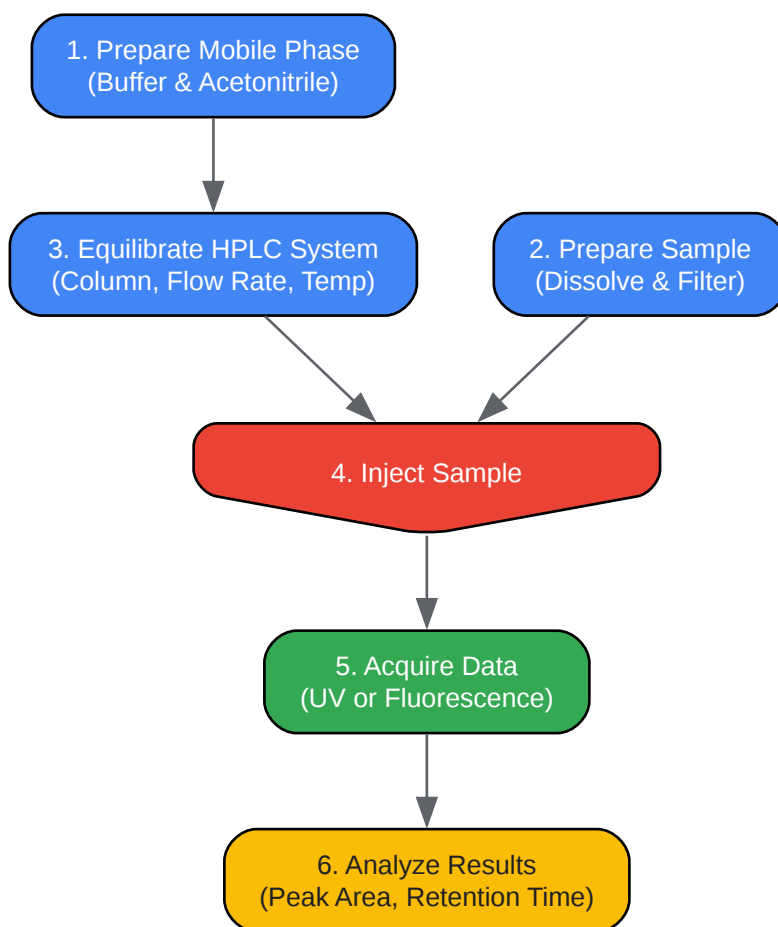 1. Prepare Mobile Phase
(Buffer & Acetonitrile)
3. Equilibrate HPLC System
(Column, Flow Rate, Temp)
2. Prepare Sample
(Dissolve & Filter)
4. Inject Sample
5. Acquire Data
(UV or Fluorescence)
6. Analyze Results
(Peak Area, Retention Time)